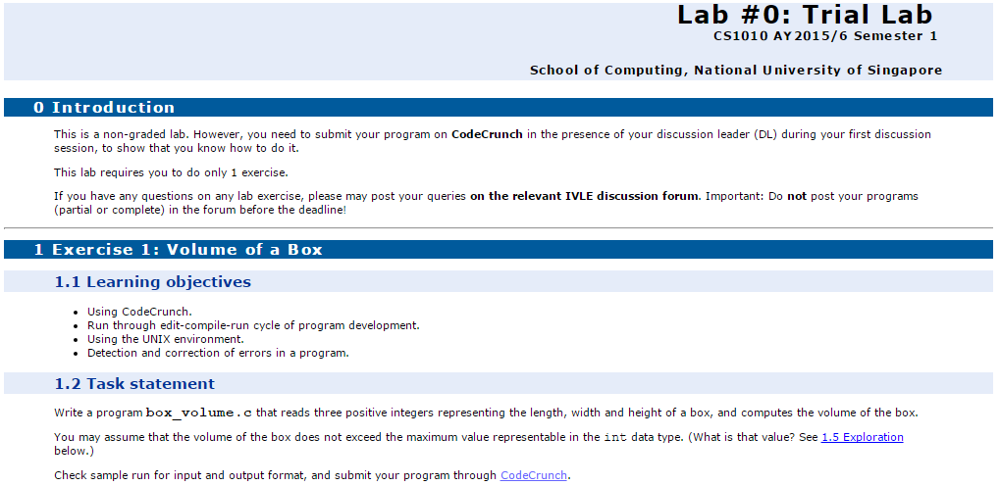 Lab #0: Trial Lab
CS1010 AY2015/6 Semester 1
School of Computing, National University of Singapore
0 Introduction
This is a non-graded lab. However, you need to submit your program on CodeCrunch in the presence of your discussion leader (DL) during your first discussion
session, to show that you know how to do it.
This lab requires you to do only 1 exercise.
If you have any questions on any lab exercise, please may post your queries on the relevant IVLE discussion forum. Important: Do not post your programs
(partial or complete) in the forum before the deadline!
1 Exercise 1: Volume of a Box
1.1 Learning objectives
• Using CodeCrunch.
• Run through edit-compile-run cycle of program development.
• Using the UNIX environment.
• Detection and correction of errors in a program.
1.2 Task statement
Write a program box_volume.c that reads three positive integers representing the length, width and height of a box, and computes the volume of the box.
You may assume that the volume of the box does not exceed the maximum value representable in the int data type. (What is that value? See 1.5 Exploration
below.)
Check sample run for input and output format, and submit your program through CodeCrunch.